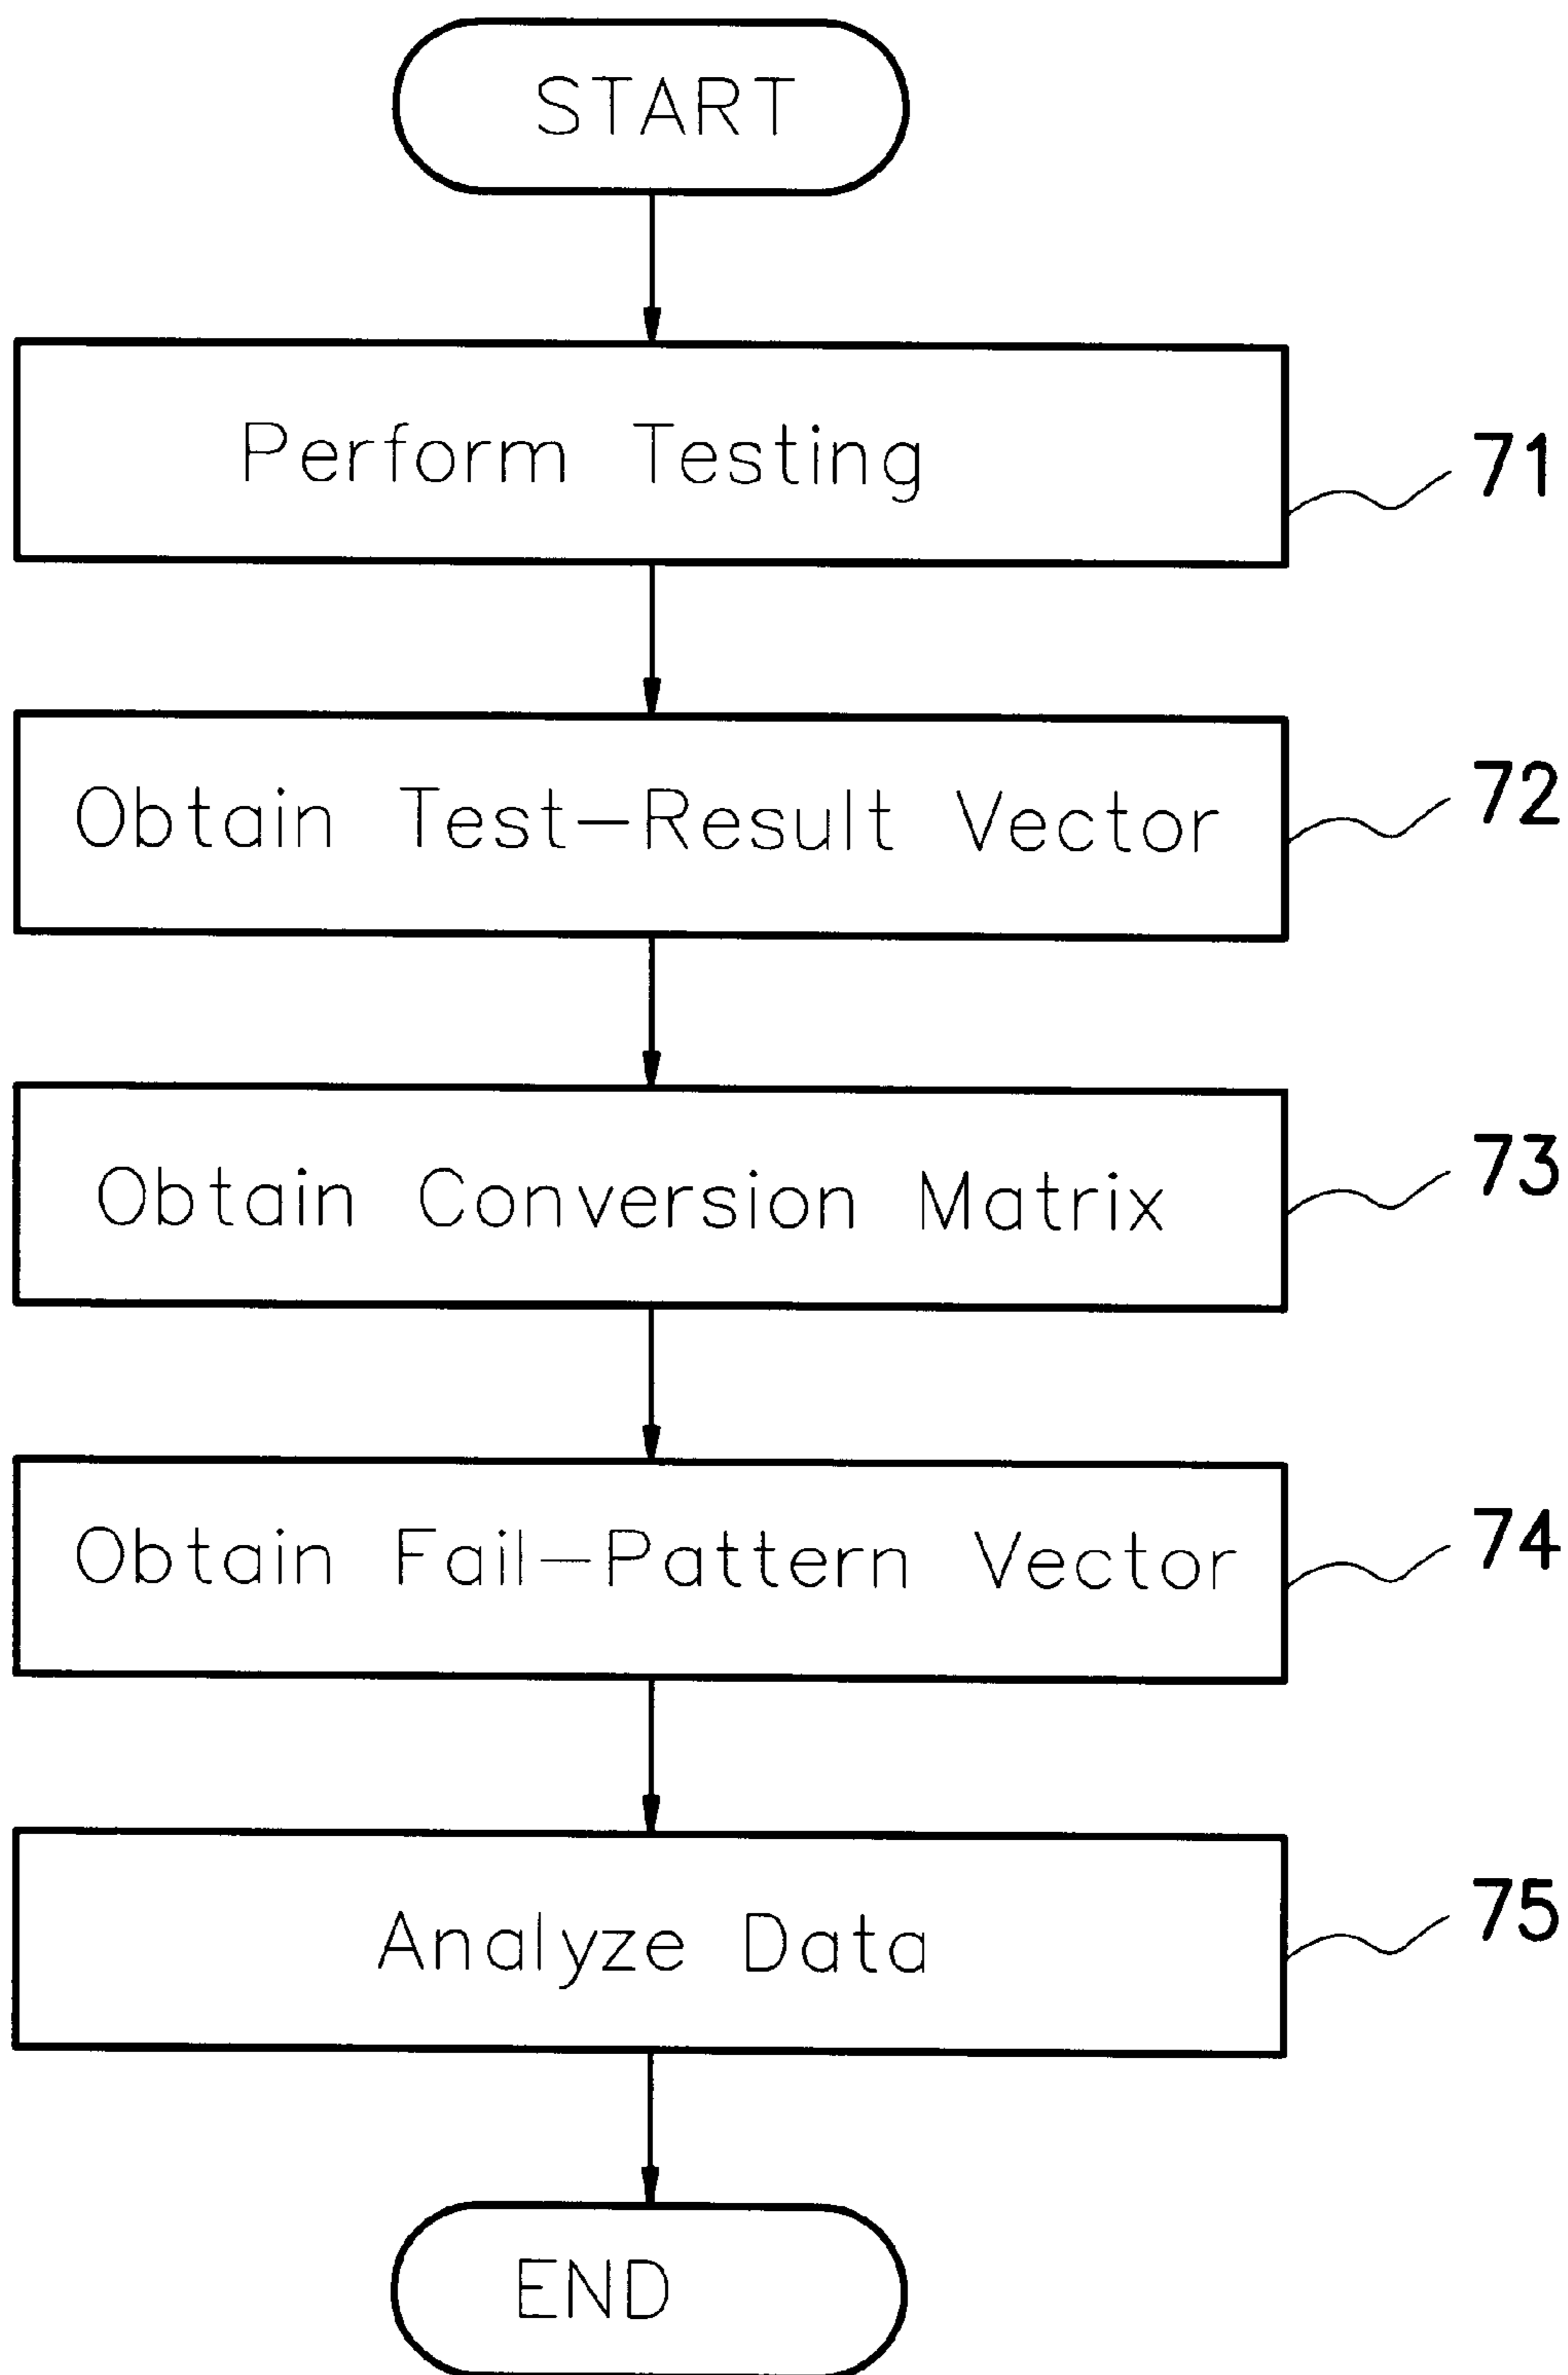 START
Perform Testing
71
Obtain Test-Result Vector
72
Obtain Conversion Matrix
73
Obtain Fail-Pattern Vector
74
Analyze Data
75
END